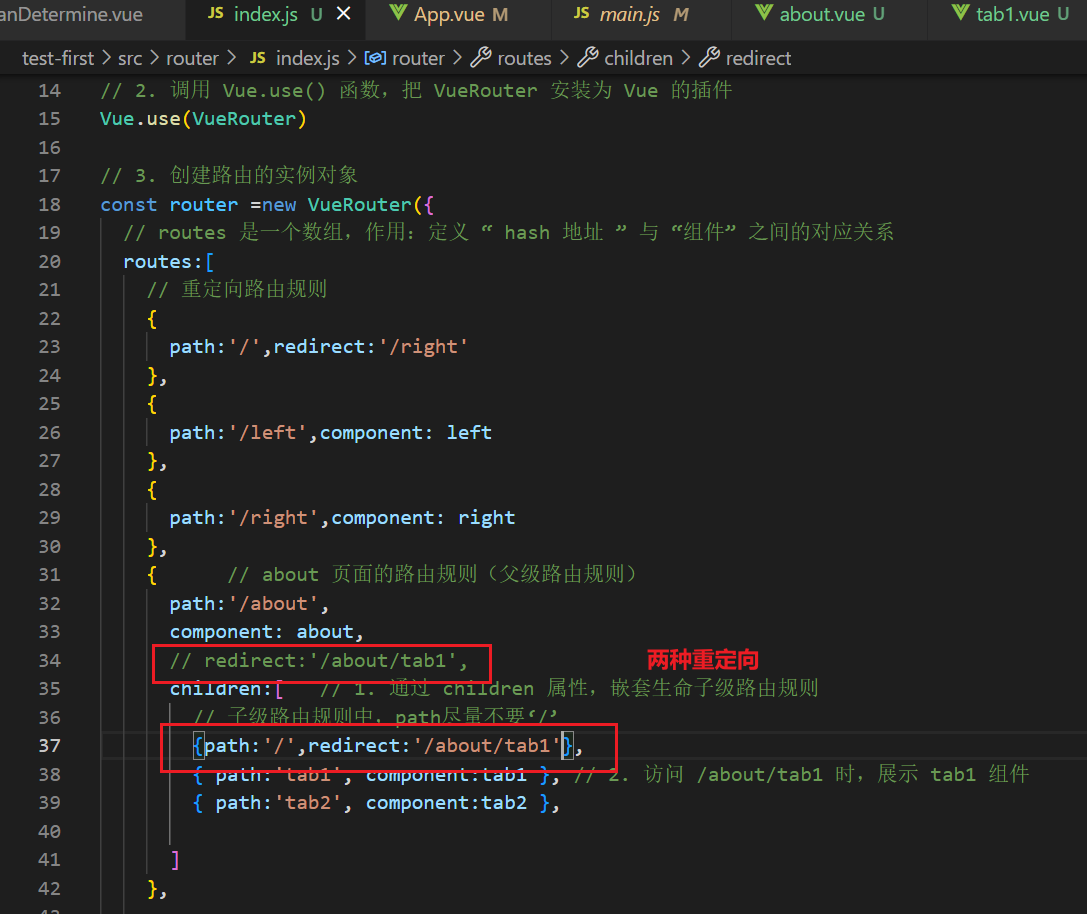 anDetermine.vue JS index.js U × App.vue M JS main.js M about.vue U tab1.vue U
test-first > src > router > JS index.js > router > routes > children > redirect
14 // 2. 调用 Vue.use() 函数，把 VueRouter 安装为 Vue 的插件
15 Vue.use(VueRouter)
16
17 // 3. 创建路由的实例对象
18 const router =new VueRouter({
19 // routes 是一个数组，作用：定义 “ hash 地址 ” 与 “组件” 之间的对应关系
20 routes:[
21 // 重定向路由规则
22 {
23 path:'/',redirect:'/right'
24 },
25 {
26 path:'/left',component: left
27 },
28 {
29 path:'/right',component: right
30 },
31 { // about 页面的路由规则（父级路由规则）
32 path:'/about',
33 component: about,
34 // redirect:'/about/tab1',
两种重定向
35 children:[ // 1. 通过 children 属性，嵌套生命子级路由规则
36 // 子级路由规则中，path尽量不要‘/’
37 {path:'/',redirect:'/about/tab1'},
38 { path:'tab1', component:tab1 }, // 2. 访问 /about/tab1 时，展示 tab1 组件
39 { path:'tab2', component:tab2 },
40
41 ]
42 },